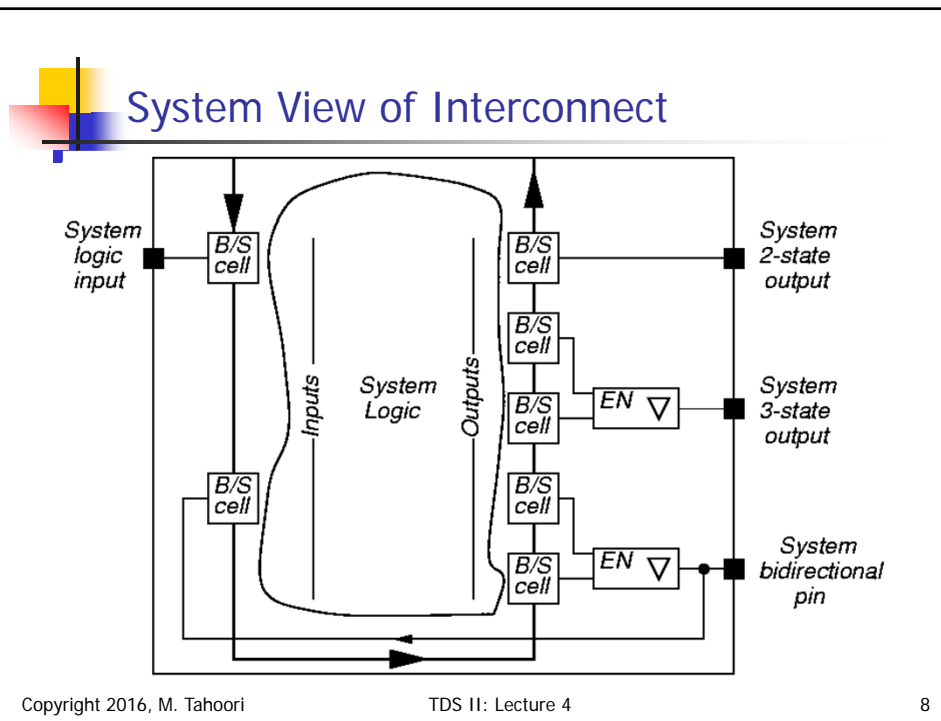 System View of Interconnect
System
logic
input
B/S
cell
B/S
cell
Inputs
System
Logic
Outputs
B/S
cell
B/S
cell
B/S
cell
B/S
cell
B/S
cell
EN
EN
System
2-state
output
System
3-state
output
System
bidirectional
pin
Copyright 2016, M. Tahoori
TDS II: Lecture 4
8